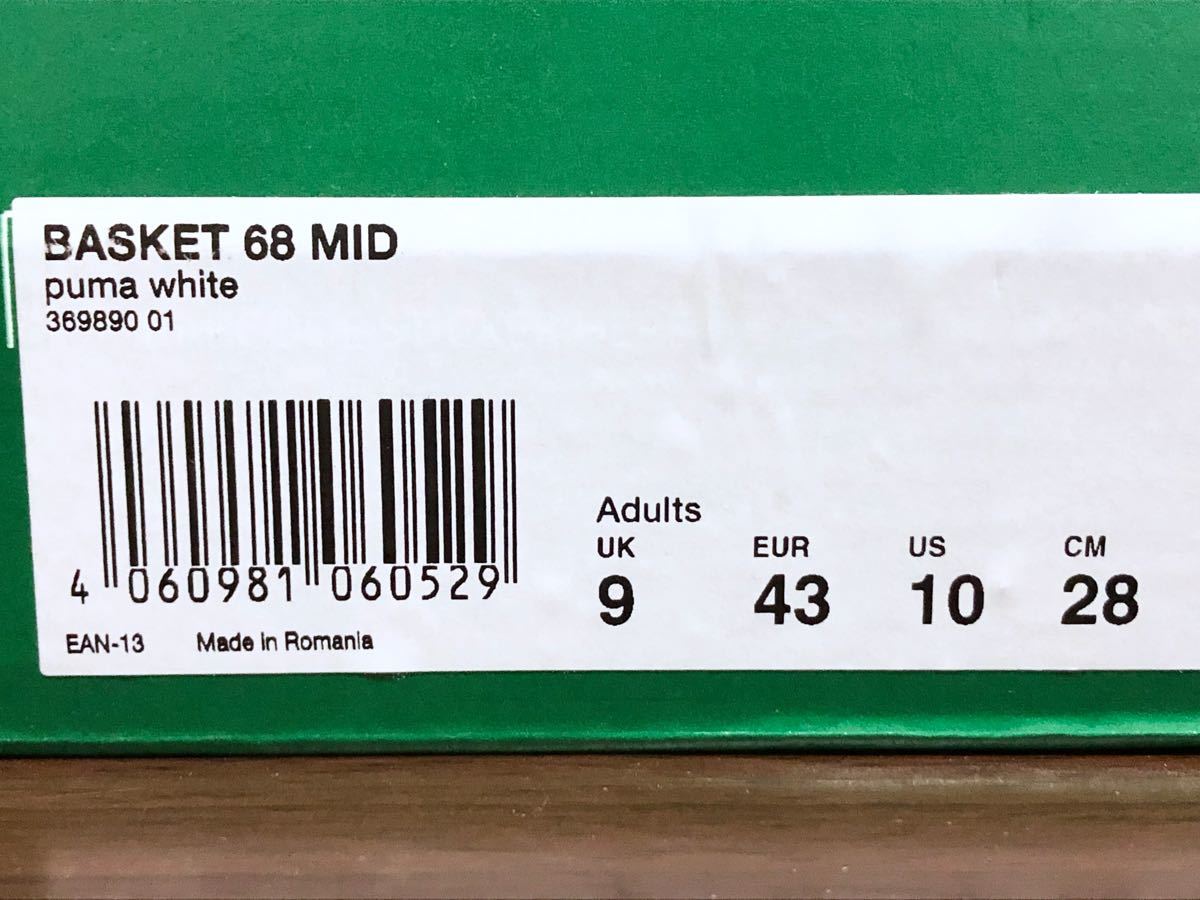 BASKET 68 MID
puma white
369890 01
4 060981 060529
EAN-13 Made in Romania
Adults
UK EUR US CM
9 43 10 28